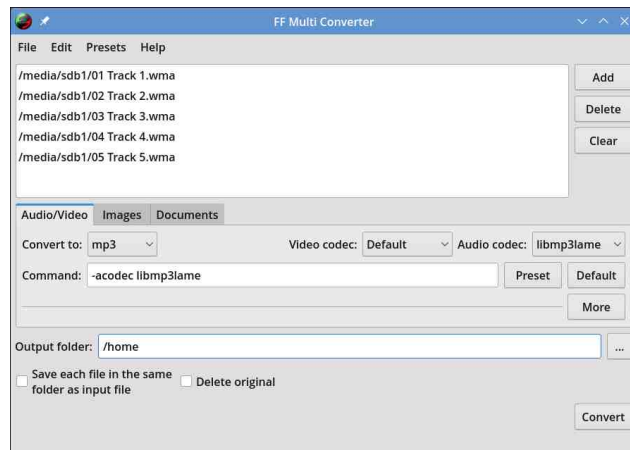 FF Multi Converter
File Edit Presets Help
/media/sdb1/01 Track 1.wma
/media/sdb1/02 Track 2.wma
/media/sdb1/03 Track 3.wma
/media/sdb1/04 Track 4.wma
/media/sdb1/05 Track 5.wma
Add
Delete
Clear
Audio/Video Images Documents
Convert to: mp3 Video codec: Default Audio codec: libmp3lame
Command: -acodec libmp3lame Preset Default
More
Output folder: /home ...
Save each file in the same
folder as input file
Delete original
Convert